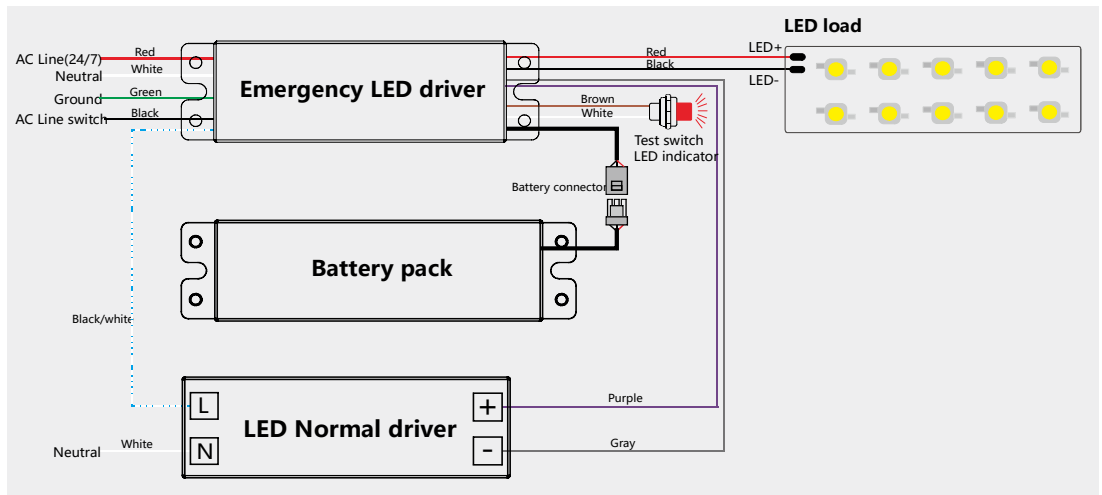 LED load
AC Line(24/7)
Red
Neutral
White
Ground
Green
AC Line switch
Black
Emergency LED driver
Red
Black
LED+
LED-
Brown
White
Test switch
LED indicator
Battery connector
Battery pack
Black/white
L
N
LED Normal driver
+
-
Purple
Gray
Neutral
White